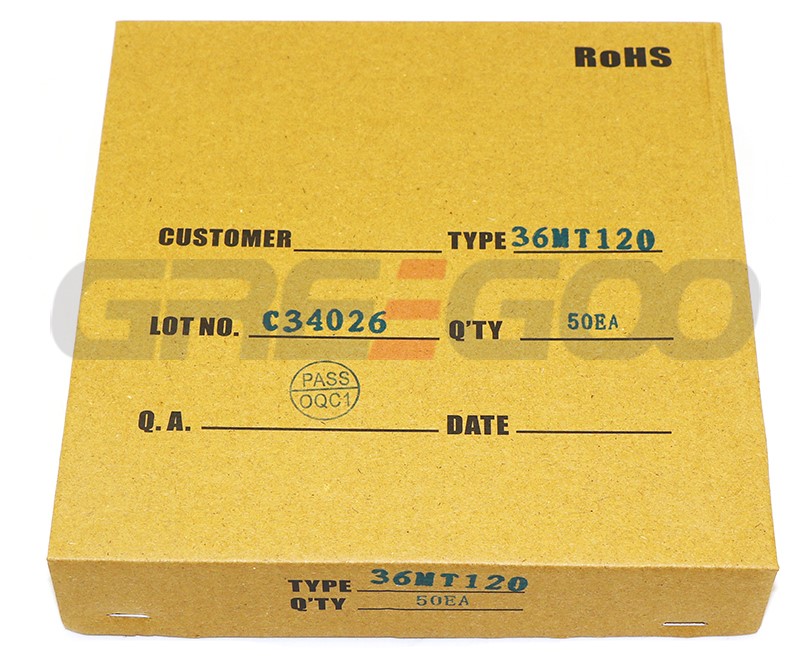 RoHS
CUSTOMER TYPE 36MT120
GREEGOO
LOT NO. C34026 Q'TY 50EA
PASS
OQC1
Q. A. DATE
TYPE 36MT120
Q'TY 50EA